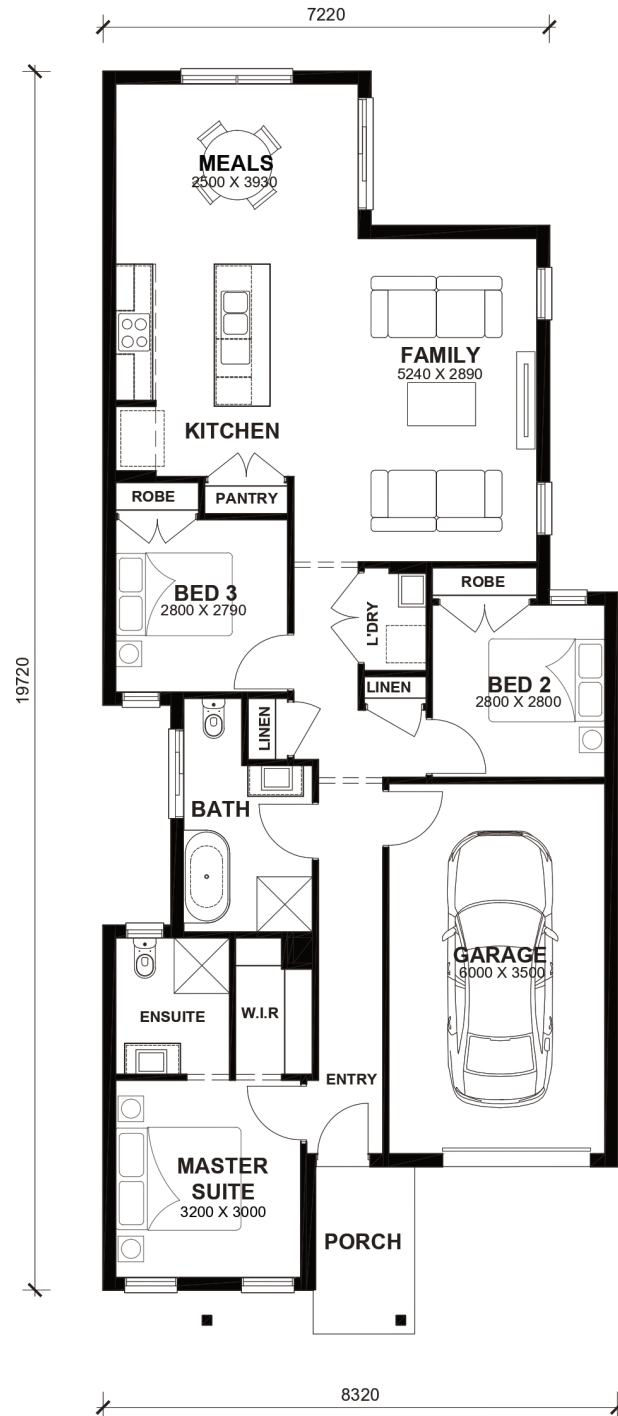 7220
19720
MEALS
2500 X 3930
FAMILY
5240 X 2890
KITCHEN
ROBE
PANTRY
BED 3
2800 X 2790
L'DRY
ROBE
LINEN
BED 2
2800 X 2800
LINEN
BATH
GARAGE
6000 X 3500
ENSUITE
W.I.R
ENTRY
MASTER
SUITE
3200 X 3000
PORCH
8320